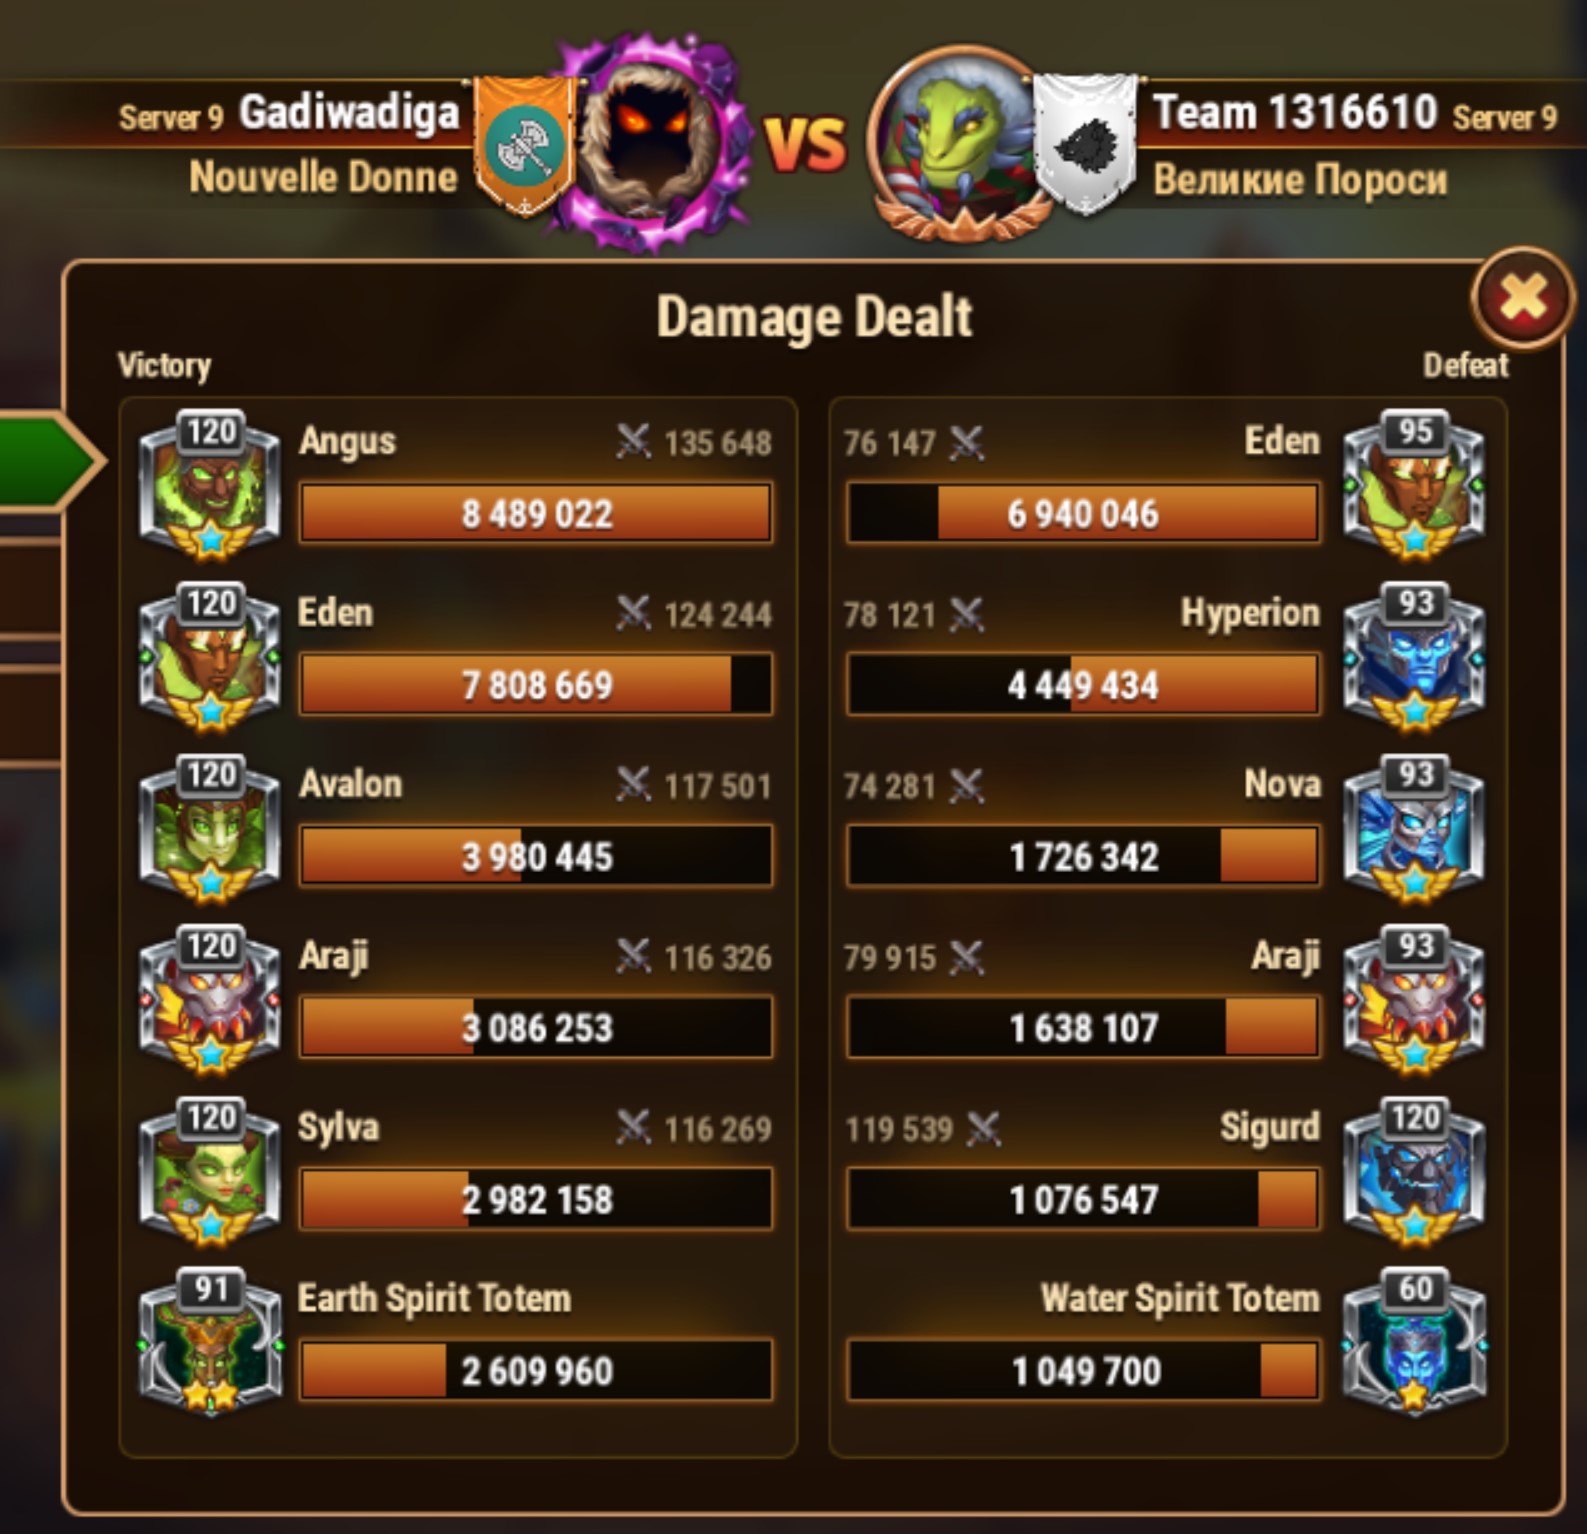 Server 9 Gadiwadiga VS Team 1316610 Server 9
Nouvelle Donne Великие Пороси
Damage Dealt
Victory Defeat
120 Angus 135 648 76 147 Eden 95
8 489 022 6 940 046
120 Eden 124 244 78 121 Hyperion 93
7 808 669 4 449 434
120 Avalon 117 501 74 281 Nova 93
3 980 445 1 726 342
120 Araji 116 326 79 915 Araji 93
3 086 253 1 638 107
120 Sylva 116 269 119 539 Sigurd 120
2 982 158 1 076 547
91 Earth Spirit Totem Water Spirit Totem 60
2 609 960 1 049 700